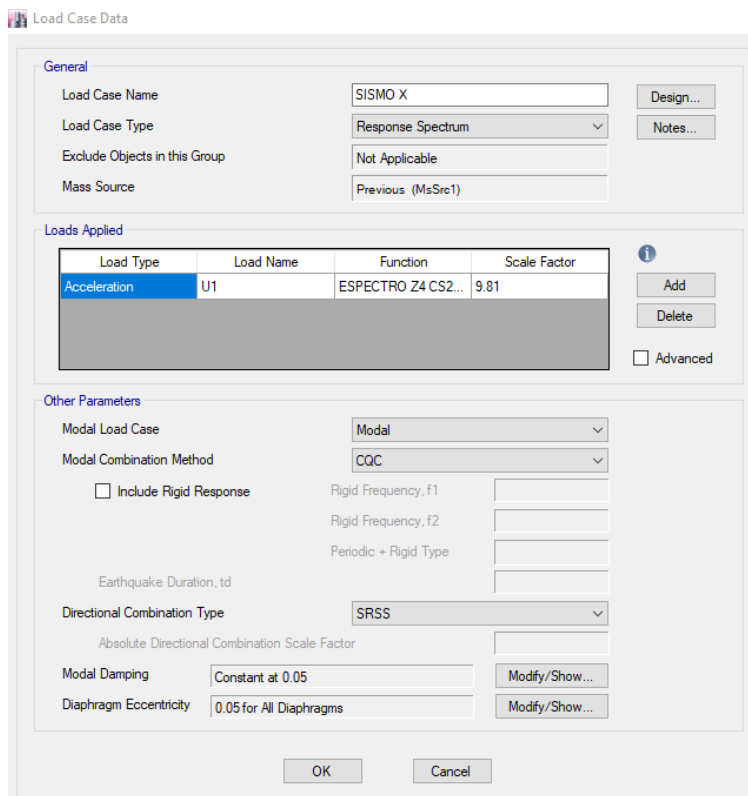 Load Case Data
General
Load Case Name SISMO X Design...
Load Case Type Response Spectrum Notes...
Exclude Objects in this Group Not Applicable
Mass Source Previous (MsSrc1)
Loads Applied
Load Type Load Name Function Scale Factor
Acceleration U1 ESPECTRO Z4 CS2... 9.81 Add
Delete
Advanced
Other Parameters
Modal Load Case Modal
Modal Combination Method CQC
Include Rigid Response Rigid Frequency, f1
Rigid Frequency, f2
Periodic + Rigid Type
Earthquake Duration, td
Directional Combination Type SRSS
Absolute Directional Combination Scale Factor
Modal Damping Constant at 0.05 Modify/Show...
Diaphragm Eccentricity 0.05 for All Diaphragms Modify/Show...
OK Cancel